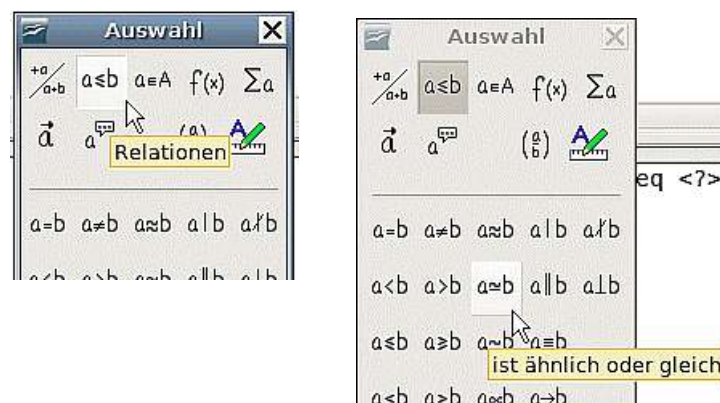 Auswahl
+a/a+b a≤b a∈A f(x) Σa
a⃗ a (a/b)
Relationen
a=b a≠b a≈b a|b a∤b
a<b a>b a≃b a∥b a⊥b
Auswahl
+a/a+b a≤b a∈A f(x) Σa
a⃗ a (a/b)
eq <?>
a=b a≠b a≈b a|b a∤b
a<b a>b a≃b a∥b a⊥b
a≤b a≥b a~b a≡b
ist ähnlich oder gleich
a≤b a≥b a∝b a→b